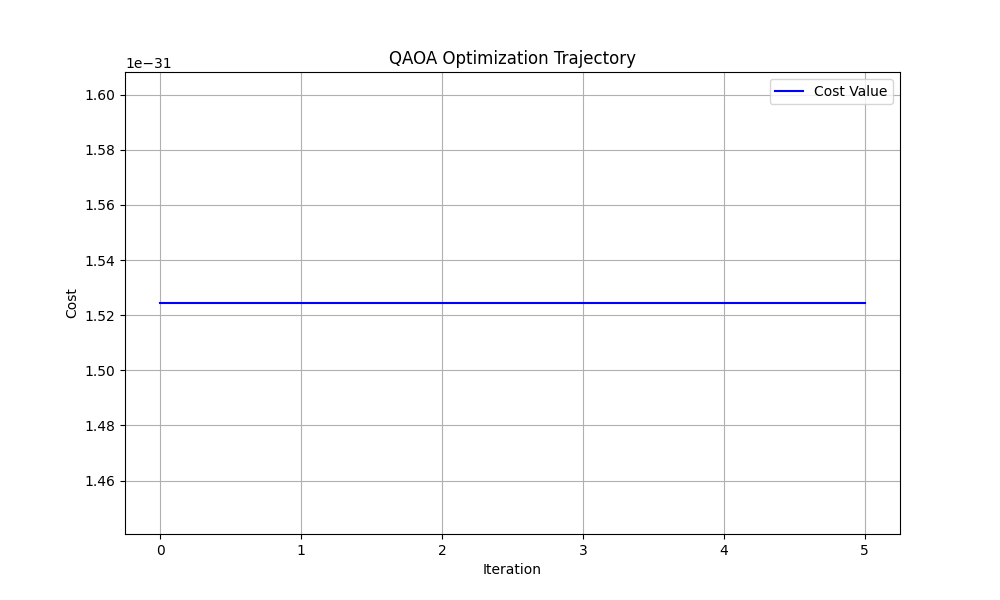 QAOA Optimization Trajectory
1e−31
Cost Value
1.60
1.58
1.56
1.54
1.52
1.50
1.48
1.46
Cost
0 1 2 3 4 5
Iteration